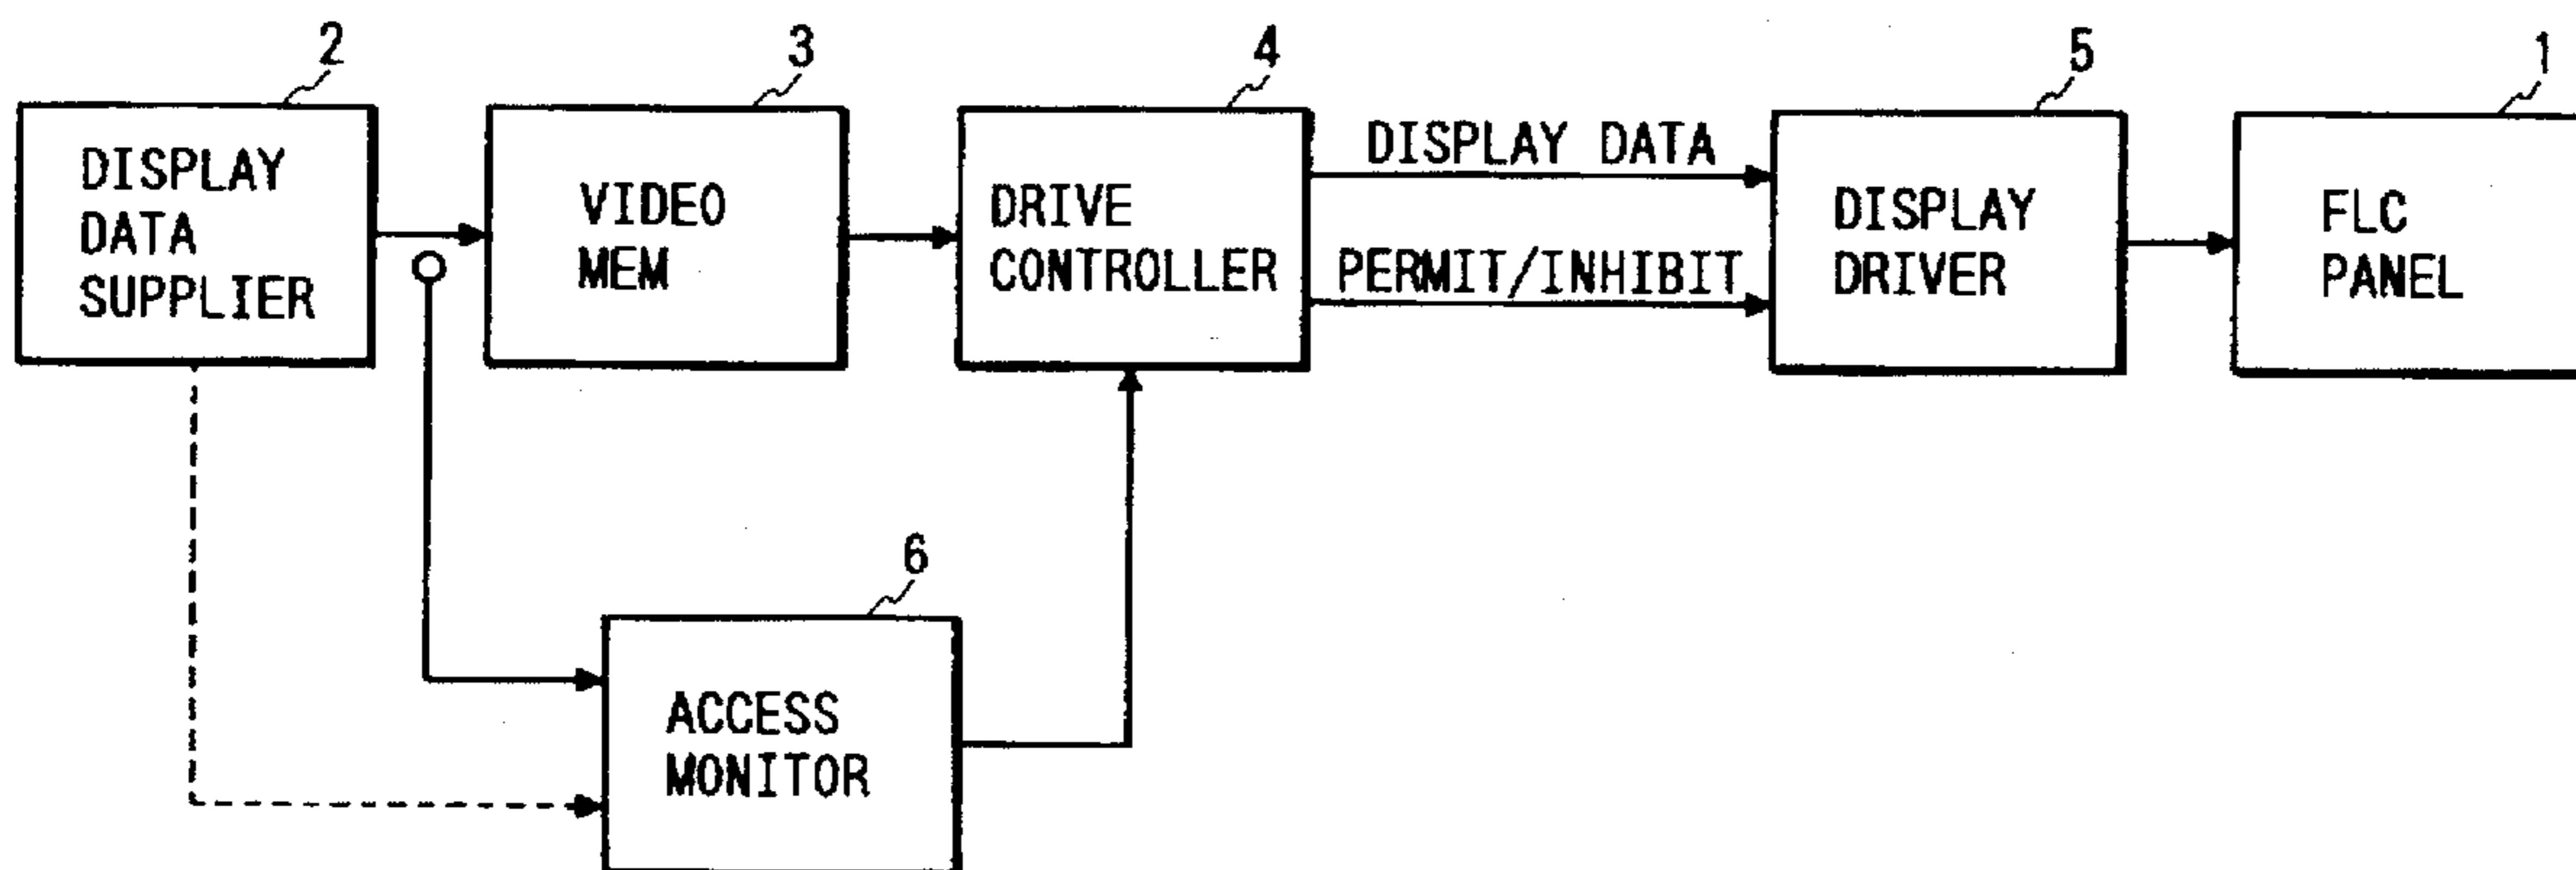 2
3
4
5
1
DISPLAY
DATA
SUPPLIER
VIDEO
MEM
DRIVE
CONTROLLER
DISPLAY DATA
PERMIT/INHIBIT
DISPLAY
DRIVER
FLC
PANEL
6
ACCESS
MONITOR